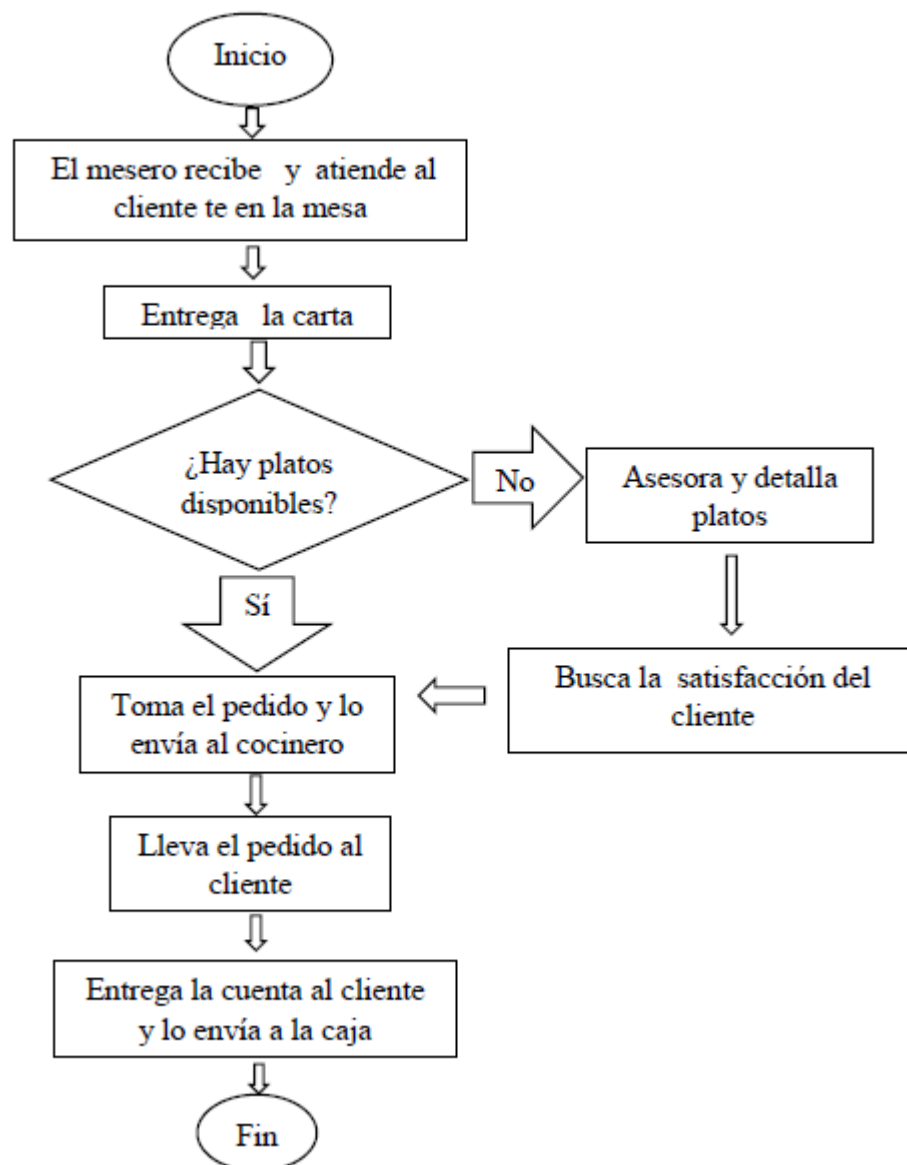 Inicio
El mesero recibe y atiende al
cliente te en la mesa
Entrega la carta
¿Hay platos
disponibles?
No
Asesora y detalla
platos
Sí
Busca la satisfacción del
cliente
Toma el pedido y lo
envía al cocinero
Lleva el pedido al
cliente
Entrega la cuenta al cliente
y lo envía a la caja
Fin